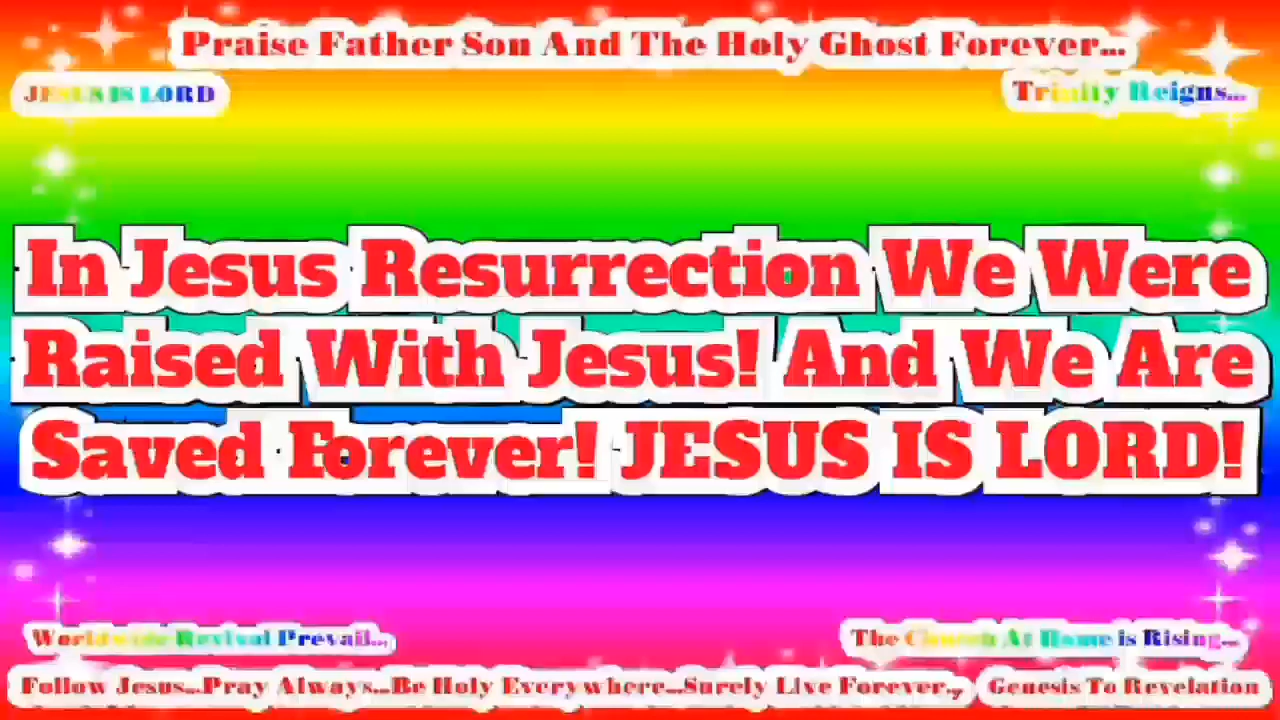 Praise Father Son And The Holy Ghost Forever...
JESUS IS LORD
Trinity Reigns...
In Jesus Resurrection We Were
Raised With Jesus! And We Are
Saved Forever! JESUS IS LORD!
Worldwide Revival Prevail...
The Church At Home is Rising...
Follow Jesus...Pray Always...Be Holy Everywhere...Surely Live Forever.,
Genesis To Revelation